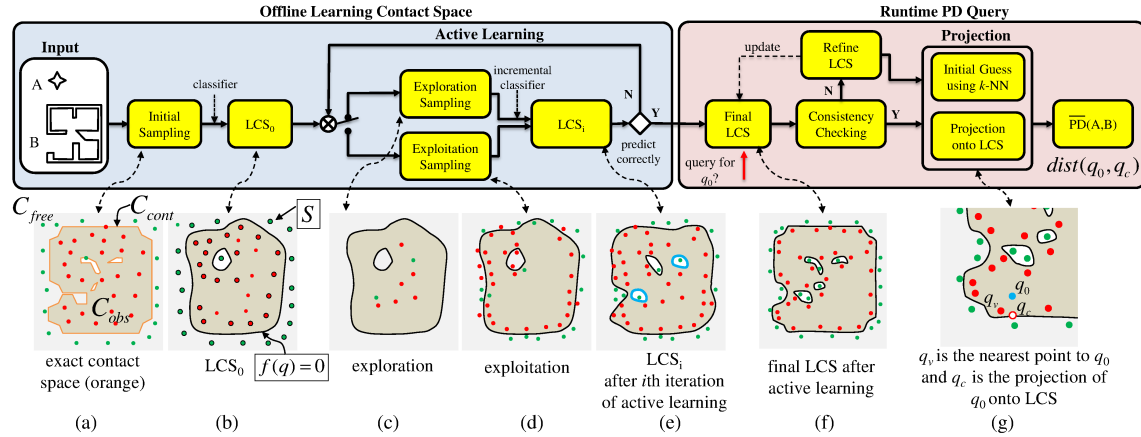 Offline Learning Contact Space
Runtime PD Query
Input
A
B
Active Learning
classifier
incremental
classifier
Initial
Sampling
LCS0
Exploration
Sampling
Exploitation
Sampling
LCSi
N
Y
predict
correctly
update
Refine
LCS
N
Final
LCS
Consistency
Checking
Y
query for
q0?
Projection
Initial Guess
using k-NN
Projection
onto LCS
PD(A,B)
dist(q0, qc)
Cfree
Ccont
Cobs
S
f(q)=0
q0
qv
qc
exact contact
space (orange)
LCS0
exploration
exploitation
LCSi
after ith iteration
of active learning
final LCS after
active learning
qv is the nearest point to q0
and qc is the projection of
q0 onto LCS
(a)
(b)
(c)
(d)
(e)
(f)
(g)